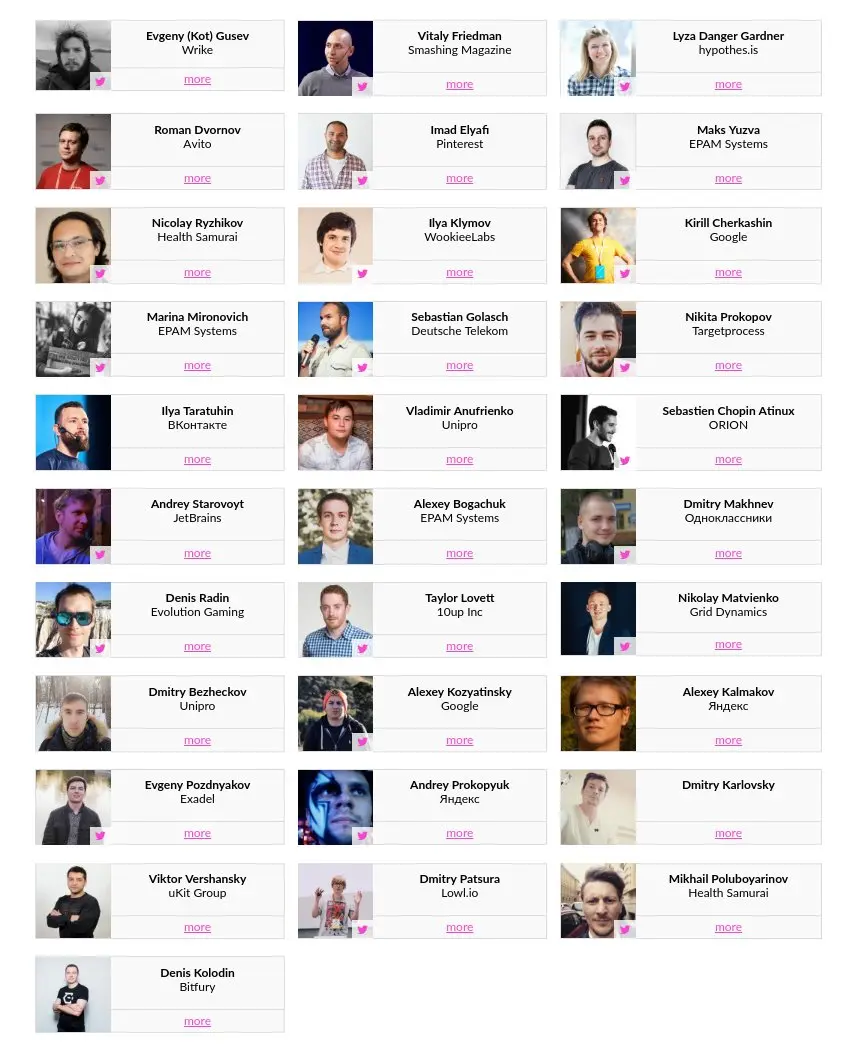 Evgeny (Kot) Gusev
Wrike
more
Vitaly Friedman
Smashing Magazine
more
Lyza Danger Gardner
hypothes.is
more
Roman Dvornov
Avito
more
Imad Elyafi
Pinterest
more
Maks Yuzva
EPAM Systems
more
Nicolay Ryzhikov
Health Samurai
more
Ilya Klymov
WookieeLabs
more
Kirill Cherkashin
Google
more
Marina Mironovich
EPAM Systems
more
Sebastian Golasch
Deutsche Telekom
more
Nikita Prokopov
Targetprocess
more
Ilya Taratuhin
ВКонтакте
more
Vladimir Anufrienko
Unipro
more
Sebastien Chopin Atinux
ORION
more
Andrey Starovoyt
JetBrains
more
Alexey Bogachuk
EPAM Systems
more
Dmitry Makhnev
Одноклассники
more
Denis Radin
Evolution Gaming
more
Taylor Lovett
10up Inc
more
Nikolay Matvienko
Grid Dynamics
more
Dmitry Bezheckov
Unipro
more
Alexey Kozyatinsky
Google
more
Alexey Kalmakov
Яндекс
more
Evgeny Pozdnyakov
Exadel
more
Andrey Prokopyuk
Яндекс
more
Dmitry Karlovsky
more
Viktor Vershansky
uKit Group
more
Dmitry Patsura
Lowl.io
more
Mikhail Poluboyarinov
Health Samurai
more
Denis Kolodin
Bitfury
more